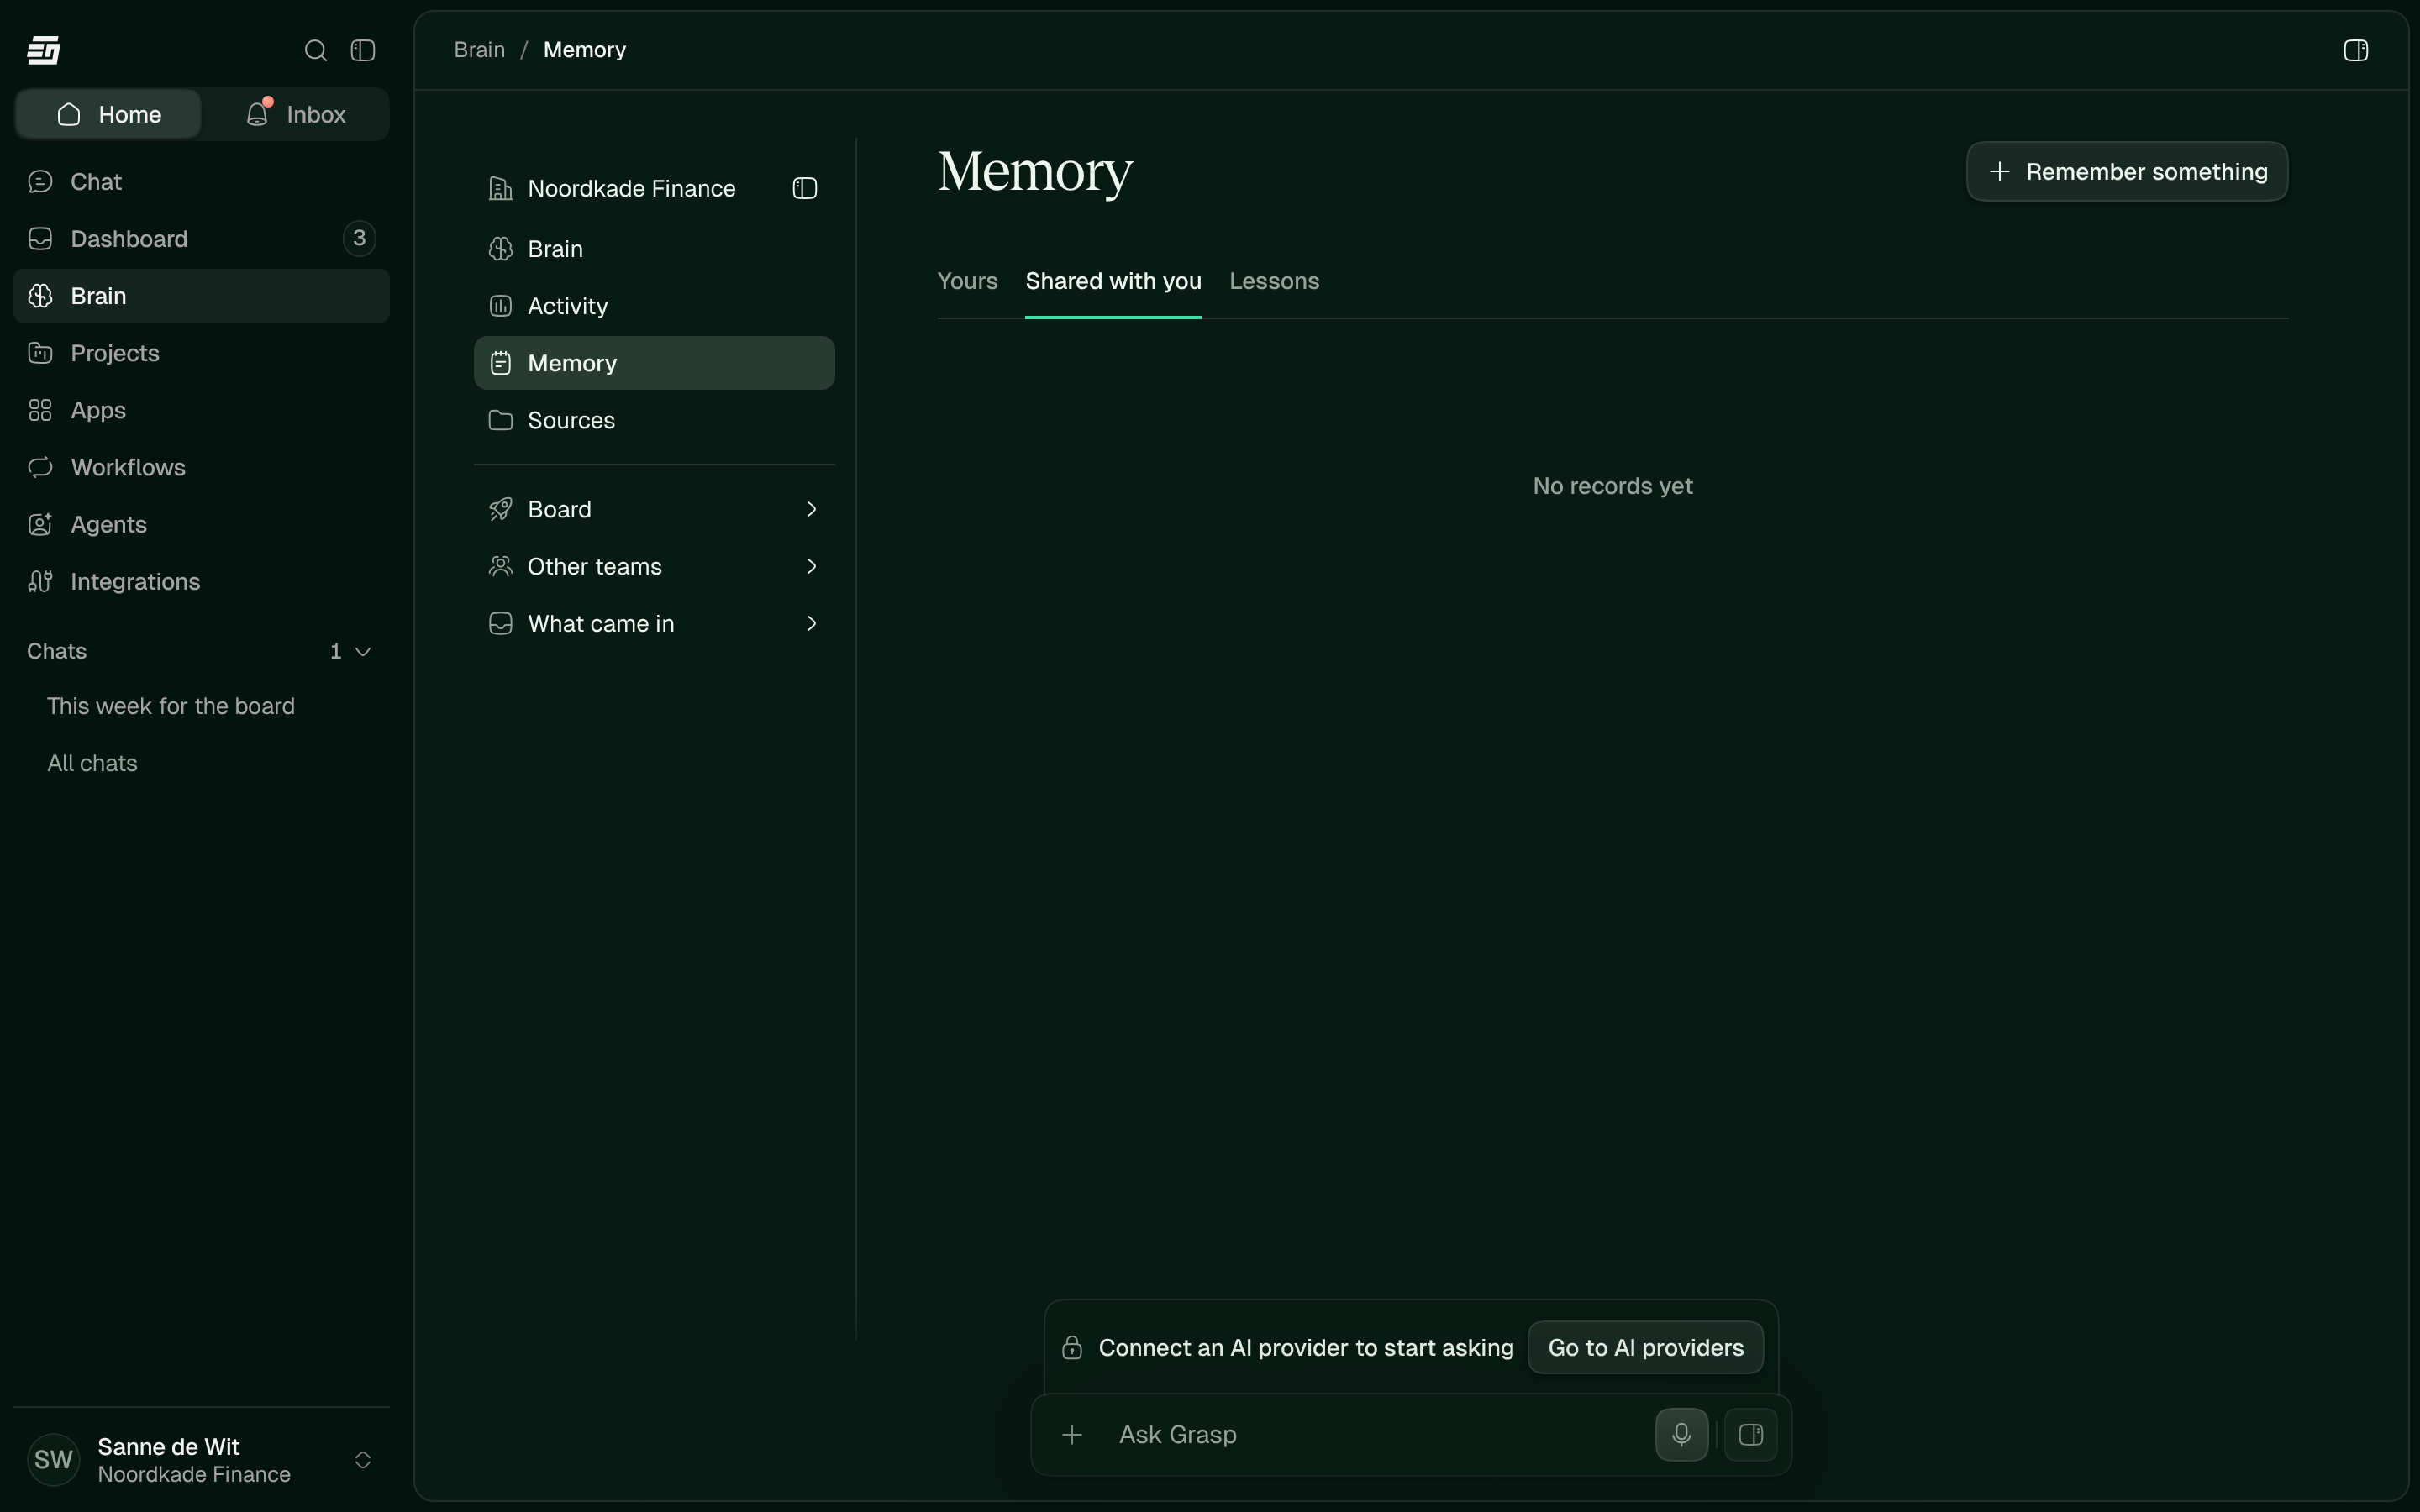 Home
Inbox
Chat
Dashboard
3
Brain
Projects
Apps
Workflows
Agents
Integrations
Chats
1
This week for the board
All chats
SW
Sanne de Wit
Noordkade Finance
Brain / Memory
Noordkade Finance
Brain
Activity
Memory
Sources
Board
Other teams
What came in
Memory
Remember something
Yours
Shared with you
Lessons
No records yet
Connect an AI provider to start asking
Go to AI providers
Ask Grasp